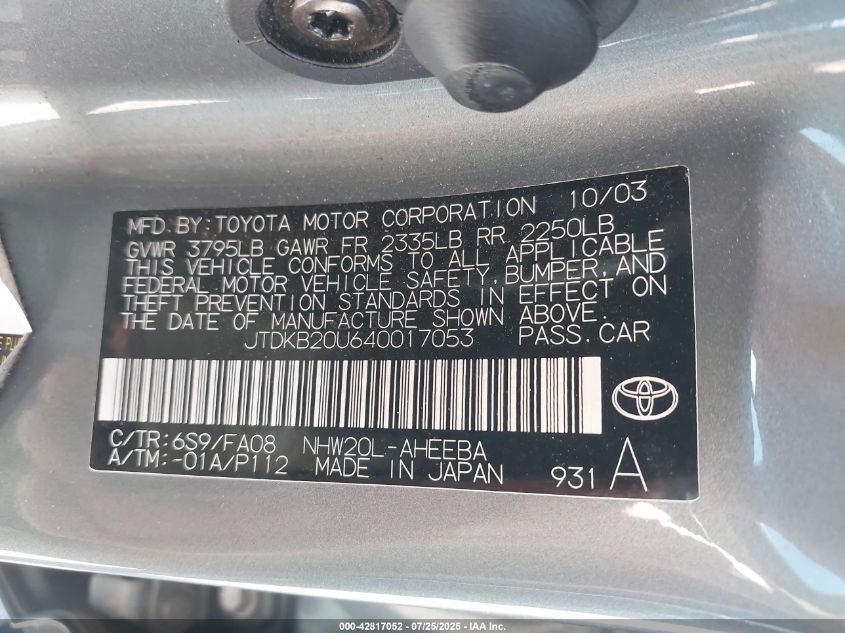 MFD. BY: TOYOTA MOTOR CORPORATION 10/03
GVWR 3795LB GAWR FR 2335LB RR 2250LB
THIS VEHICLE CONFORMS TO ALL APPLICABLE
FEDERAL MOTOR VEHICLE SAFETY, BUMPER, AND
THEFT PREVENTION STANDARDS IN EFFECT ON
THE DATE OF MANUFACTURE SHOWN ABOVE.
JTDKB20U640017053 PASS. CAR
C/TR: 6S9/FA08 NHW20L-AHEEBA
A/TM: -01A/P112 MADE IN JAPAN 931 A
000-42817052 - 07/25/2025 - IAA Inc.